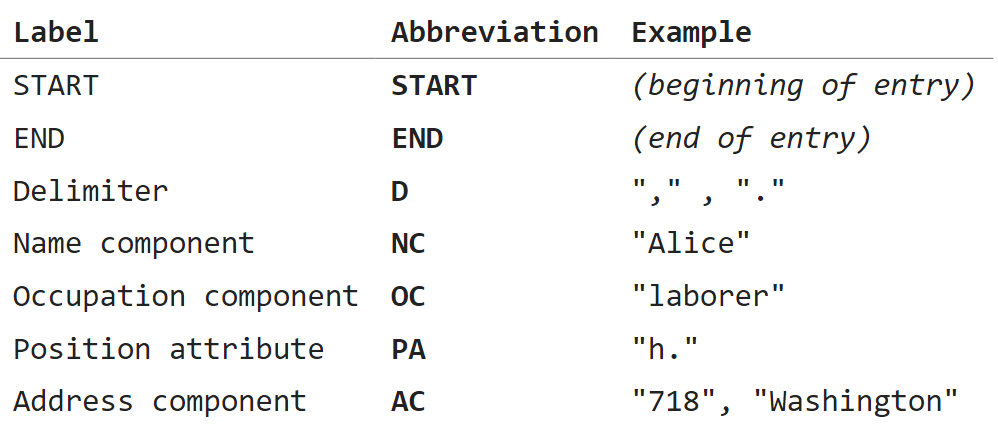 Label Abbreviation Example
START START (beginning of entry)
END END (end of entry)
Delimiter D "," , "."
Name component NC "Alice"
Occupation component OC "laborer"
Position attribute PA "h."
Address component AC "718", "Washington"